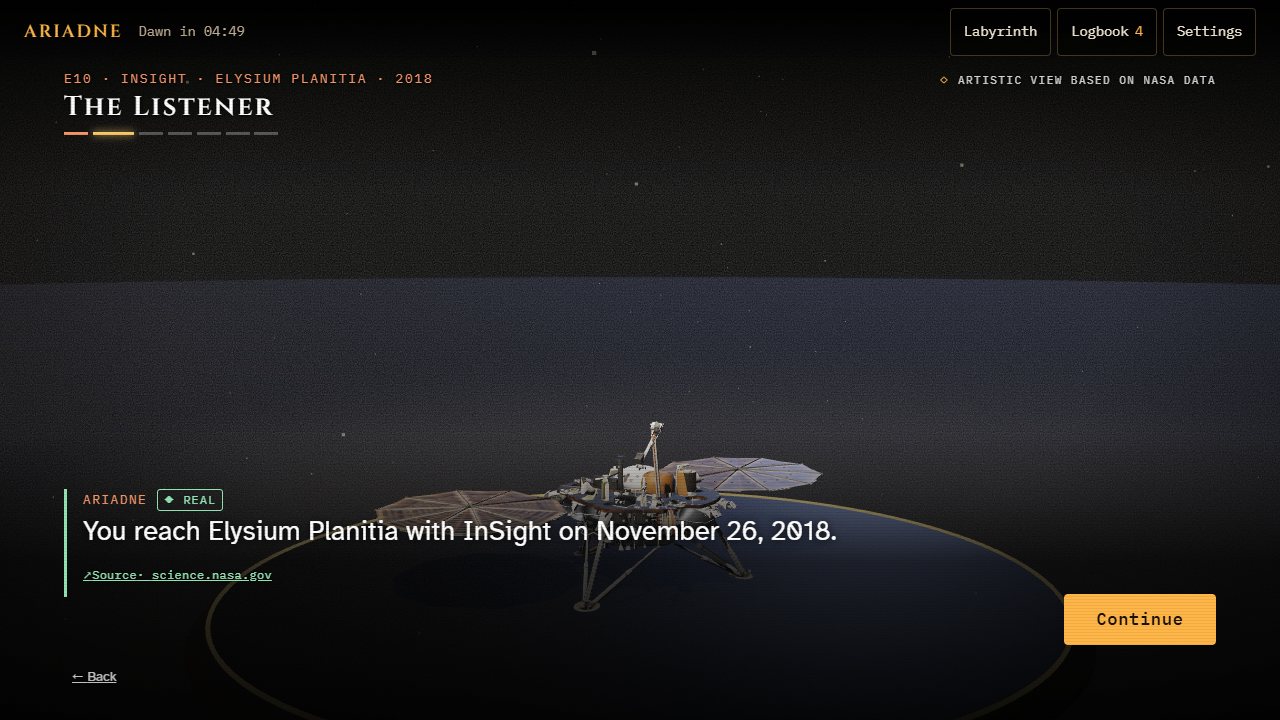 ARIADNE Dawn in 04:49 Labyrinth Logbook 4 Settings
E10 · INSIGHT · ELYSIUM PLANITIA · 2018
◇ ARTISTIC VIEW BASED ON NASA DATA
The Listener
ARIADNE ◆ REAL
You reach Elysium Planitia with InSight on November 26, 2018.
↗Source· science.nasa.gov
Continue
← Back